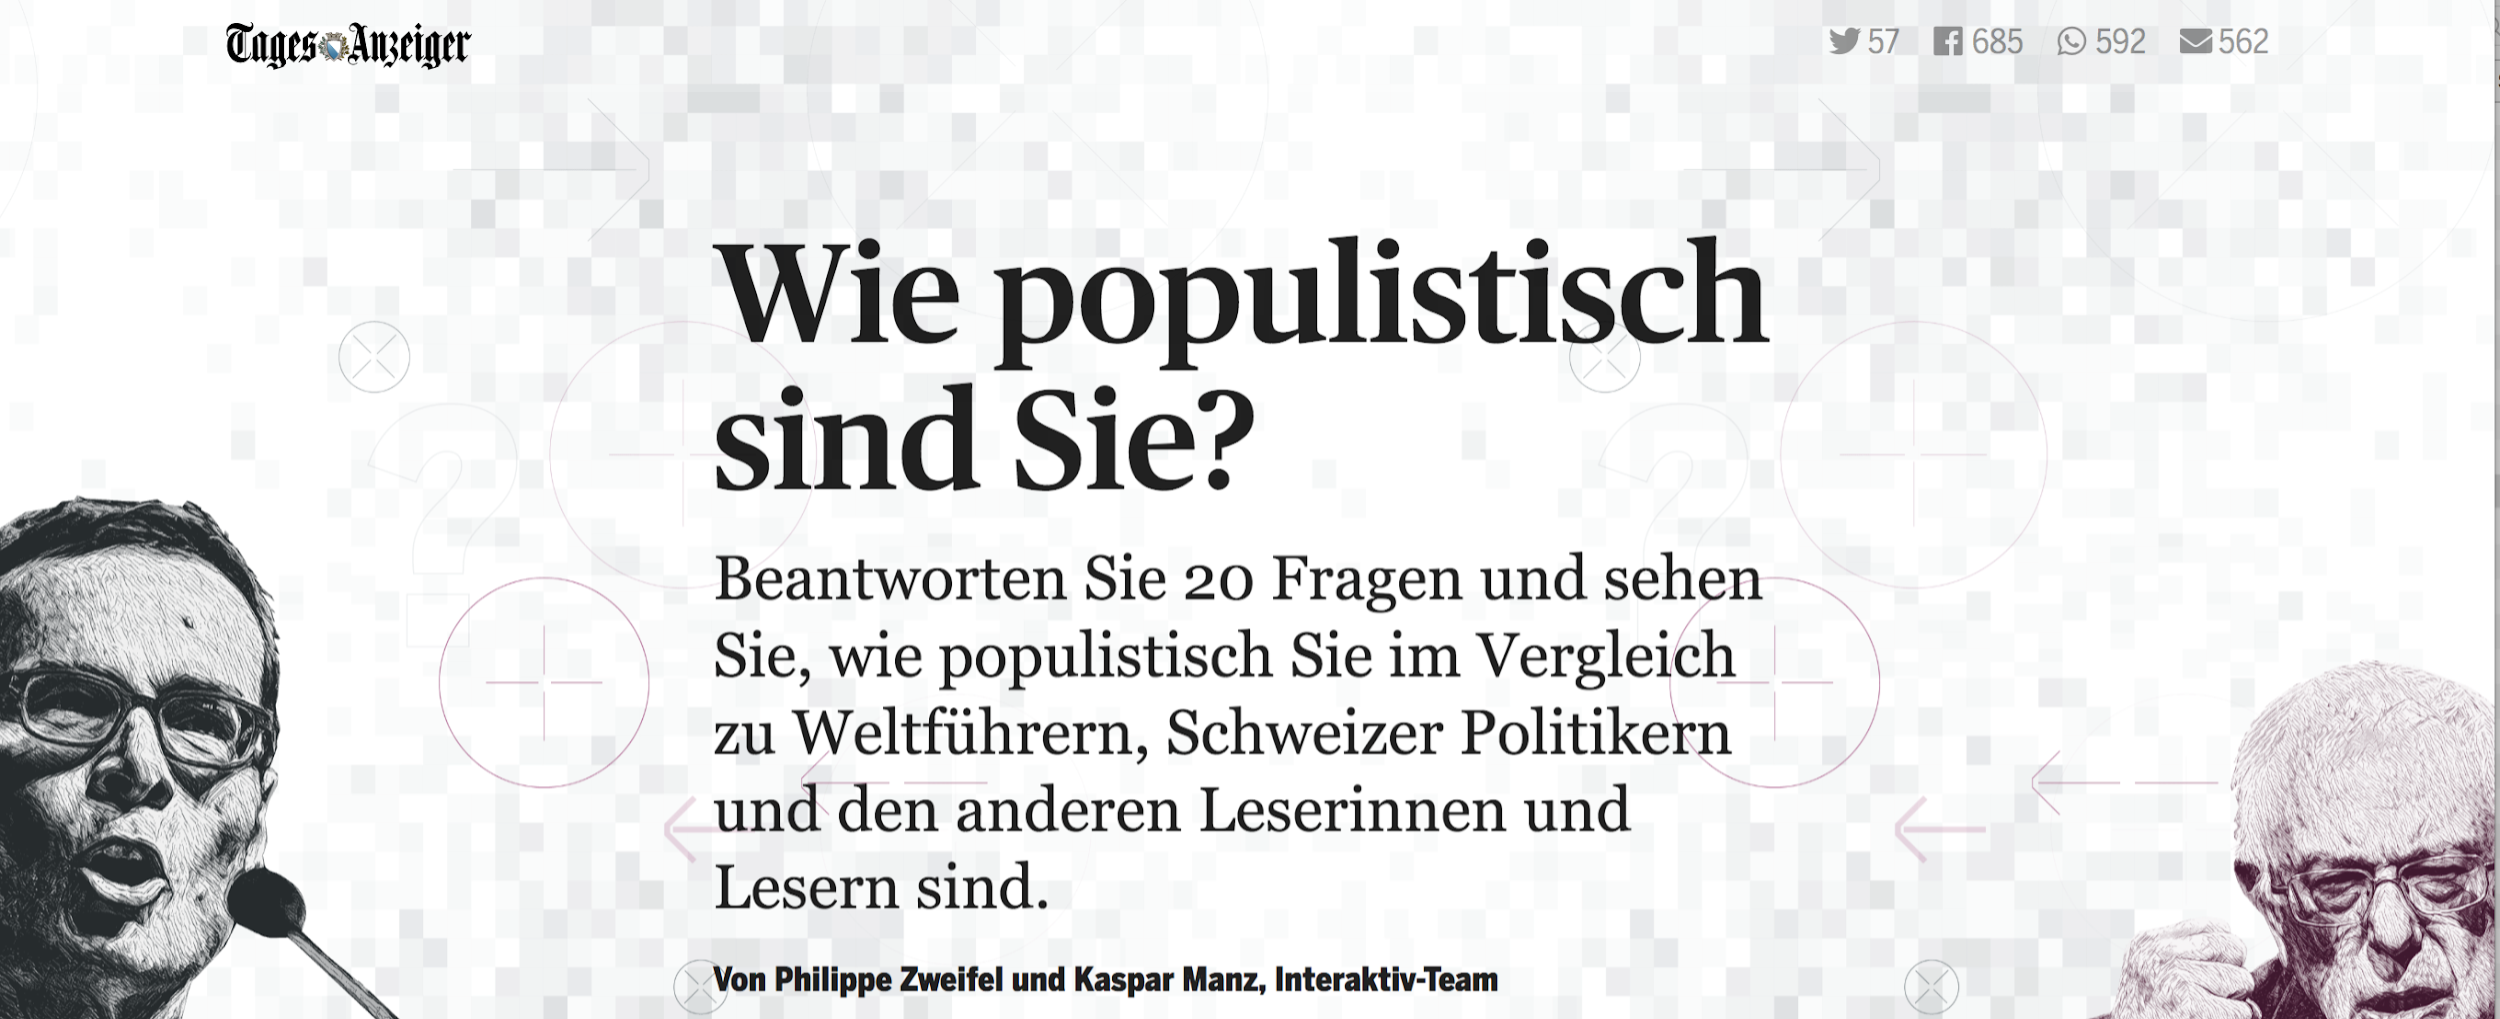 Tages Anzeiger
57 685 592 562
Wie populistisch
sind Sie?
Beantworten Sie 20 Fragen und sehen
Sie, wie populistisch Sie im Vergleich
zu Weltführern, Schweizer Politikern
und den anderen Leserinnen und
Lesern sind.
Von Philippe Zweifel und Kaspar Manz, Interaktiv-Team